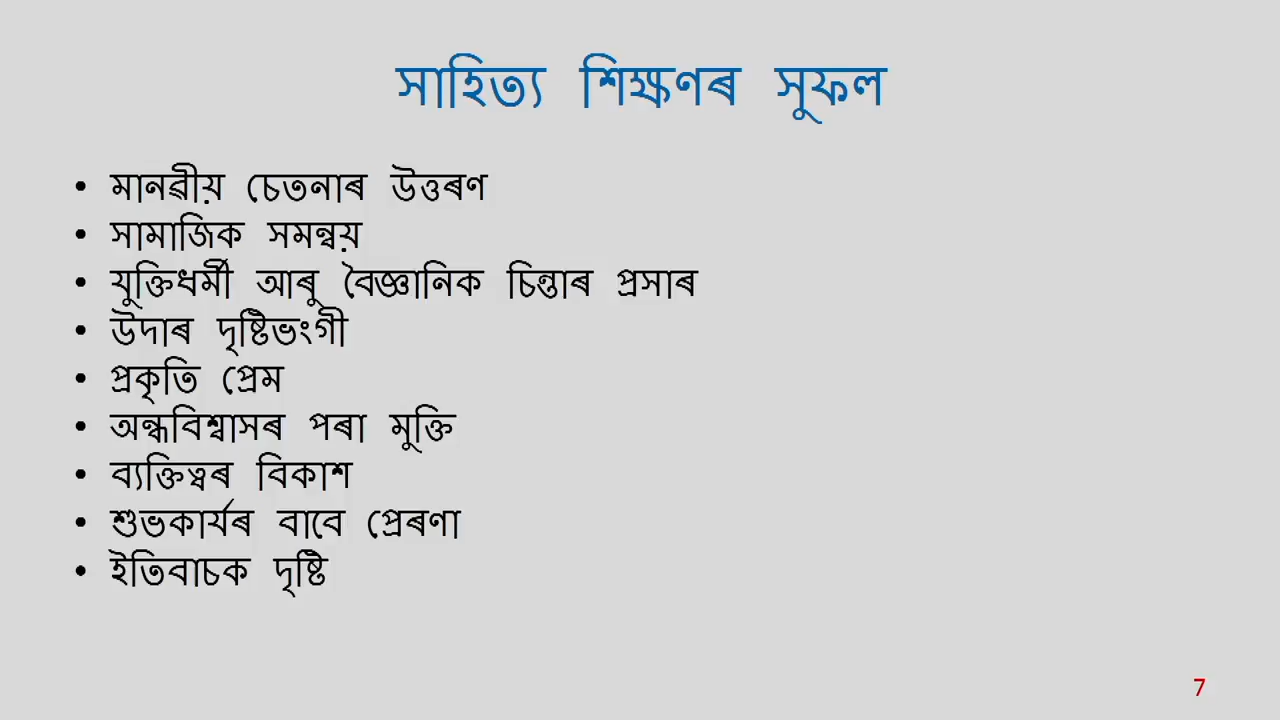 সাহিত্য শিক্ষণৰ সুফল
• মানৱীয় চেতনাৰ উত্তৰণ
• সামাজিক সমন্বয়
• যুক্তিধৰ্মী আৰু বৈজ্ঞানিক চিন্তাৰ প্ৰসাৰ
• উদাৰ দৃষ্টিভংগী
• প্ৰকৃতি প্ৰেম
• অন্ধবিশ্বাসৰ পৰা মুক্তি
• ব্যক্তিত্বৰ বিকাশ
• শুভকাৰ্যৰ বাবে প্ৰেৰণা
• ইতিবাচক দৃষ্টি
7